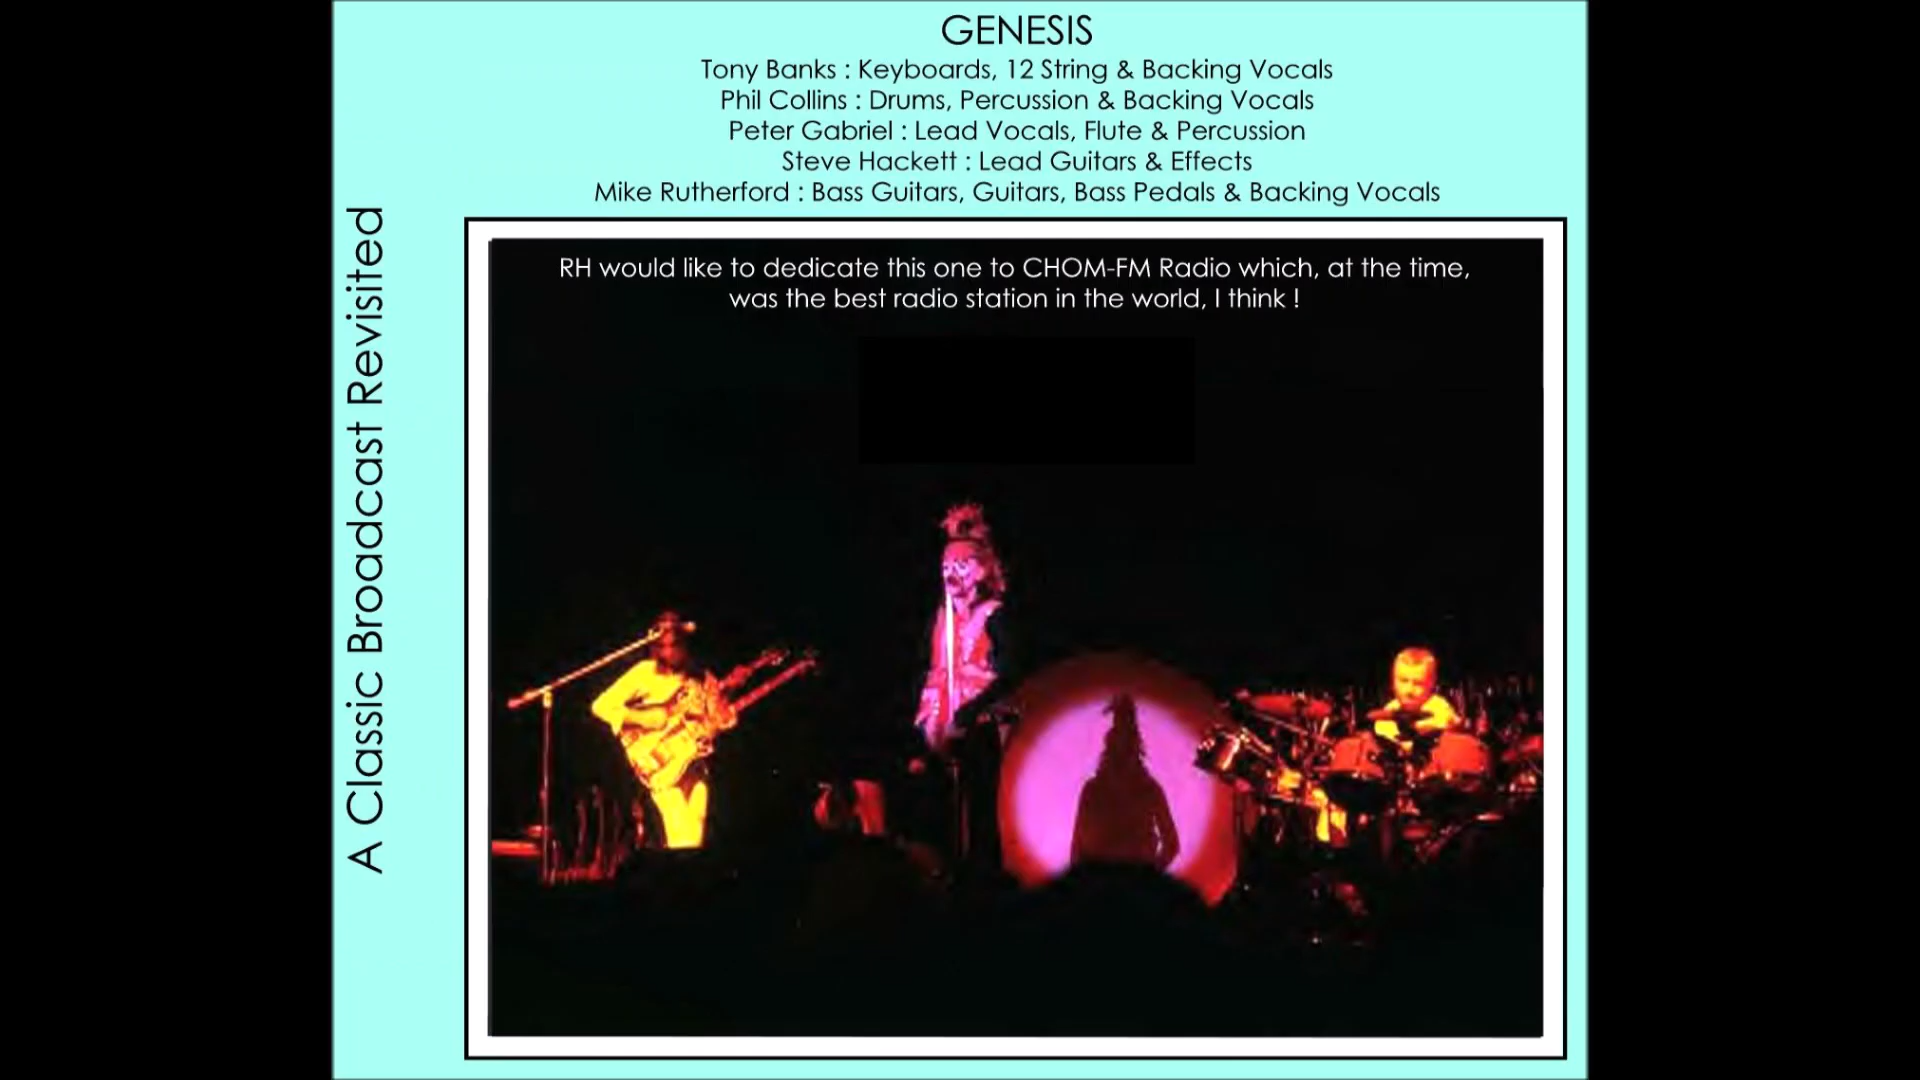 GENESIS
Tony Banks : Keyboards, 12 String & Backing Vocals
Phil Collins : Drums, Percussion & Backing Vocals
Peter Gabriel : Lead Vocals, Flute & Percussion
Steve Hackett : Lead Guitars & Effects
Mike Rutherford : Bass Guitars, Guitars, Bass Pedals & Backing Vocals
A Classic Broadcast Revisited
RH would like to dedicate this one to CHOM-FM Radio which, at the time,
was the best radio station in the world, I think !